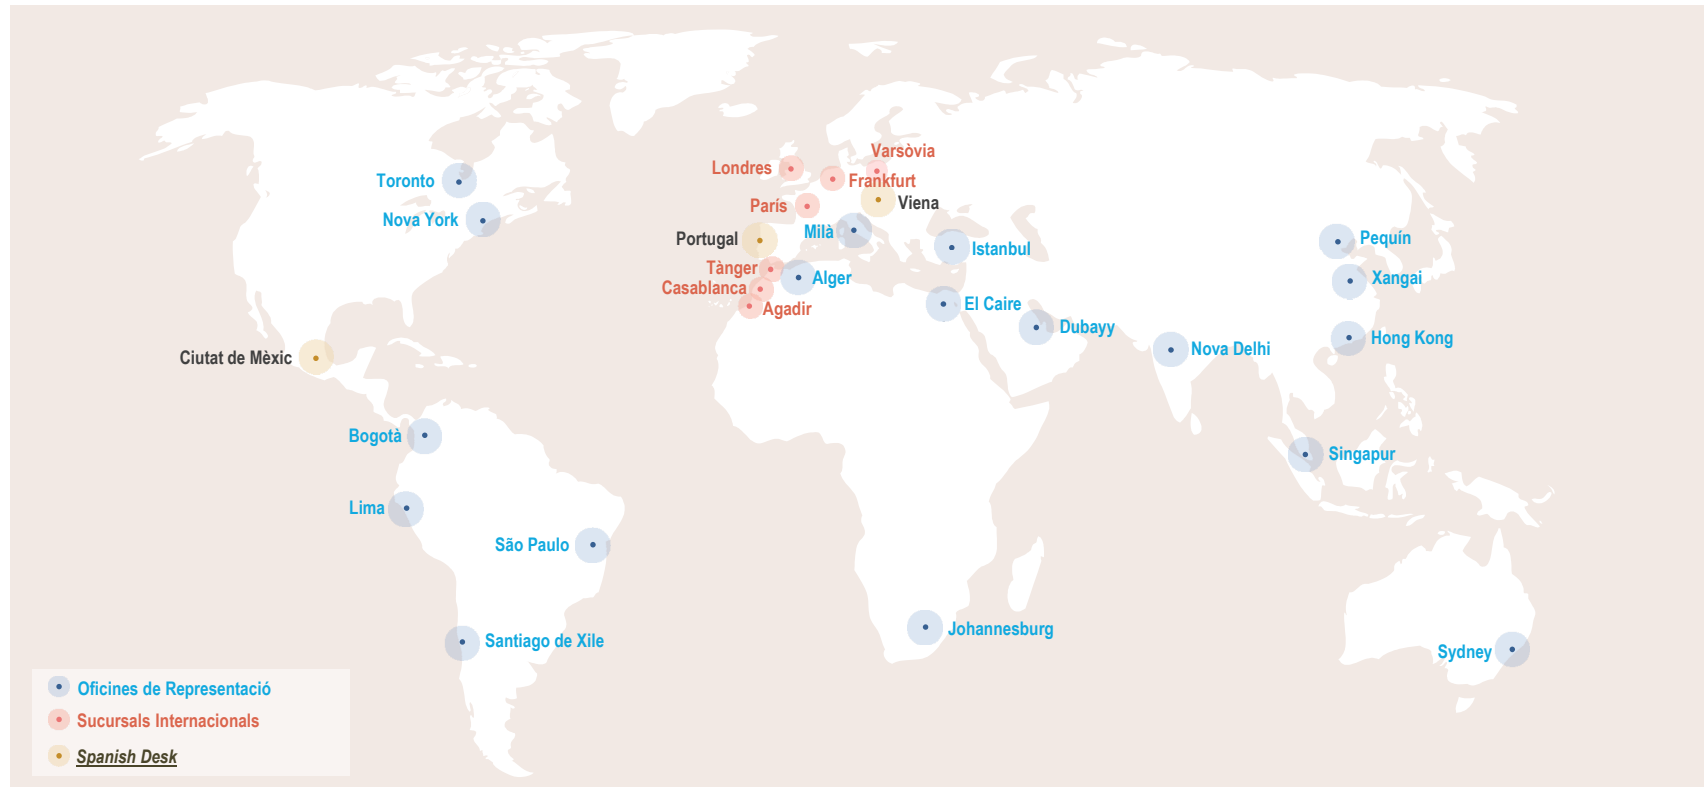 Varsòvia
Londres
Toronto
Frankfurt
Viena
París
Nova York
Milà
Portugal
Pequín
Istanbul
Tànger
Alger
Xangai
Casablanca
El Caire
Agadir
Dubayy
Hong Kong
Nova Delhi
Ciutat de Mèxic
Bogotà
Singapur
Lima
São Paulo
Johannesburg
Santiago de Xile
Sydney
Oficines de Representació
Sucursals Internacionals
Spanish Desk